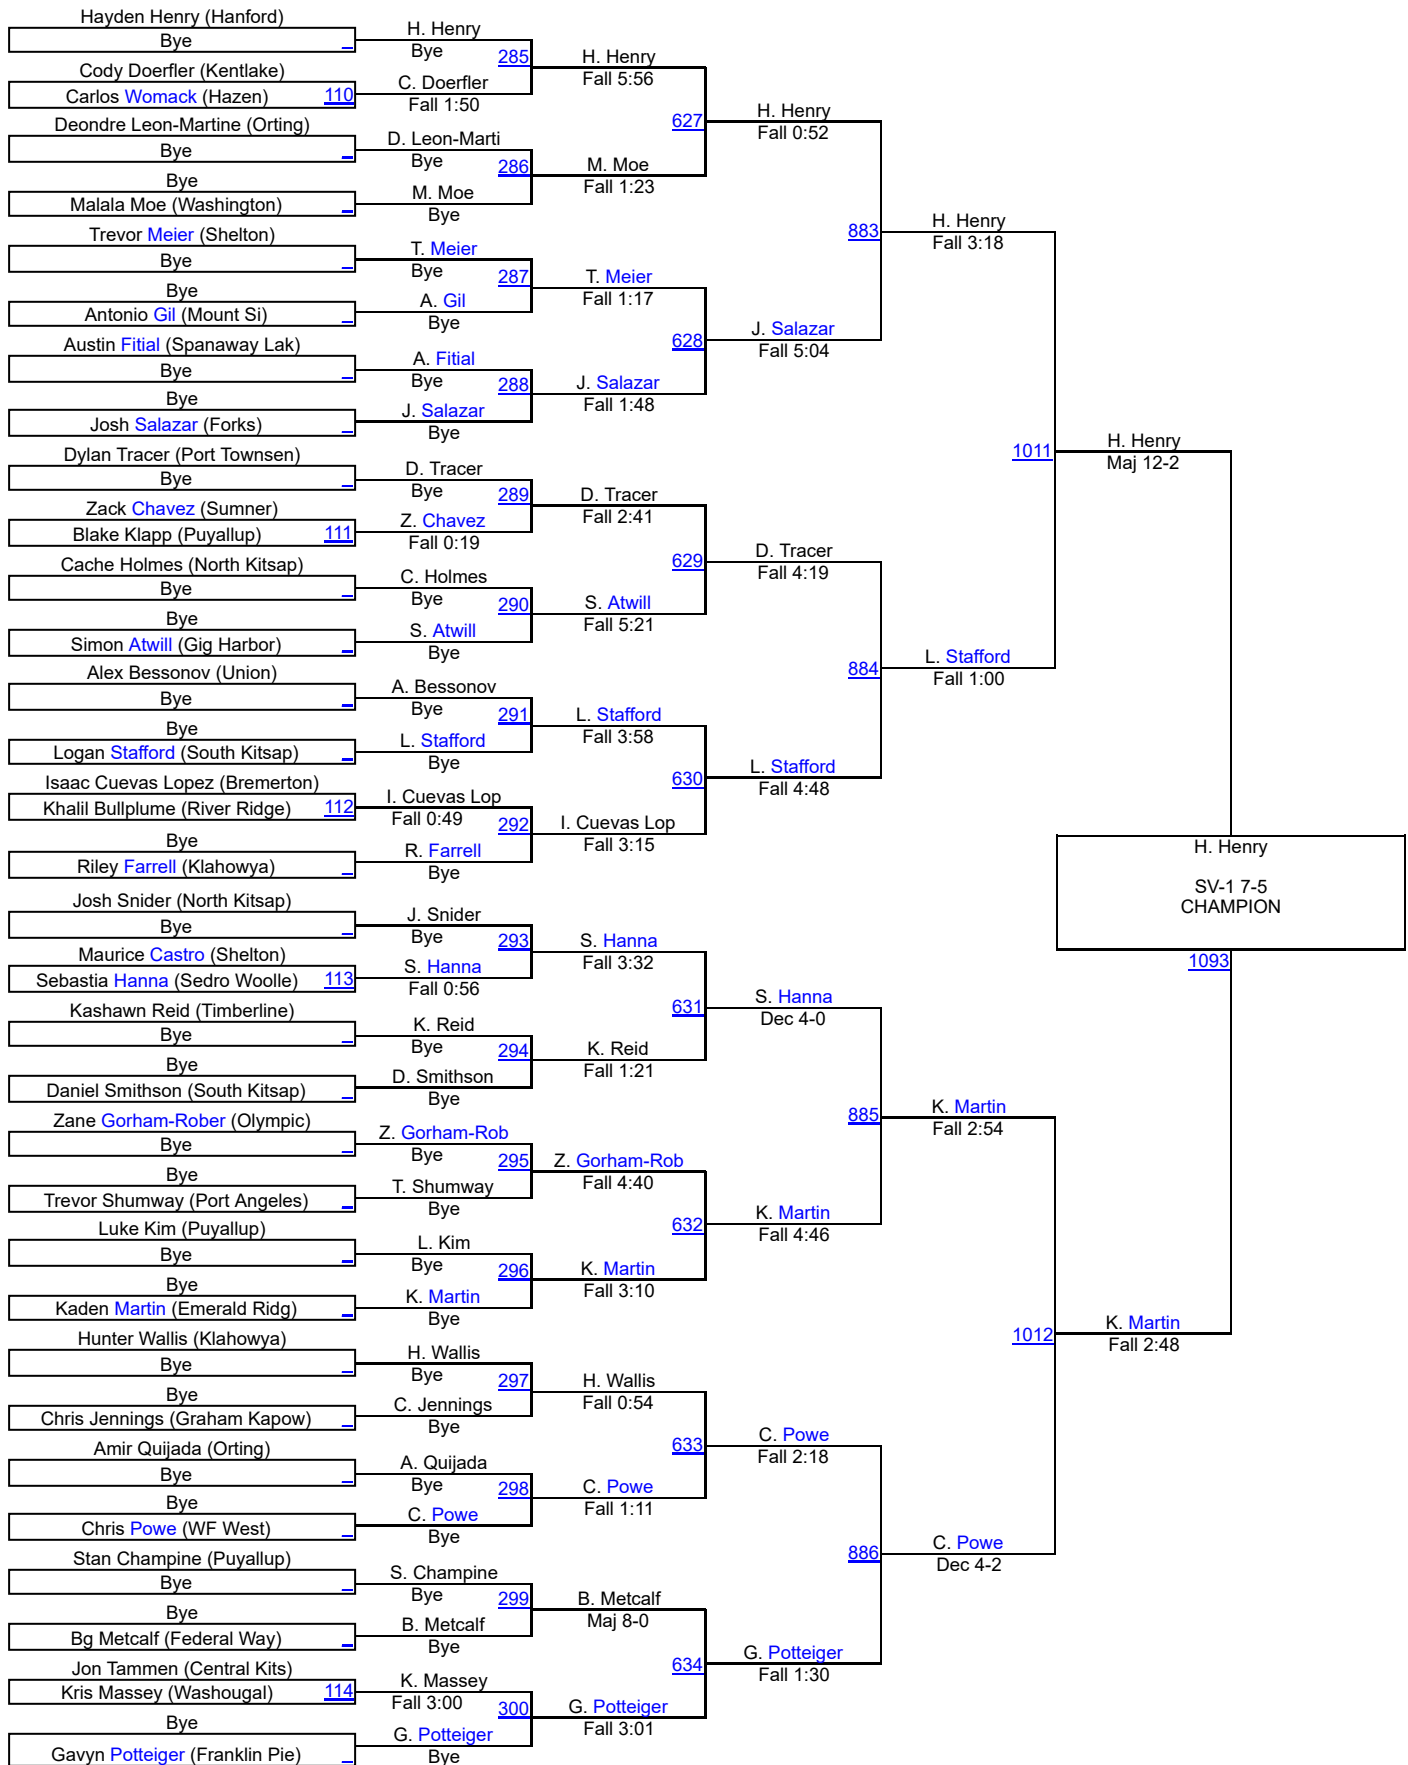 Hayden Henry (Hanford)
Bye
Cody Doerfler (Kentlake)
Carlos Womack (Hazen) 110
Deondre Leon-Martine (Orting)
Bye
Bye
Malala Moe (Washington)
Trevor Meier (Shelton)
Bye
Bye
Antonio Gil (Mount Si)
Austin Fitial (Spanaway Lak)
Bye
Bye
Josh Salazar (Forks)
Dylan Tracer (Port Townsen)
Bye
Zack Chavez (Sumner)
Blake Klapp (Puyallup) 111
Cache Holmes (North Kitsap)
Bye
Bye
Simon Atwill (Gig Harbor)
Alex Bessonov (Union)
Bye
Bye
Logan Stafford (South Kitsap)
Isaac Cuevas Lopez (Bremerton)
Khalil Bullplume (River Ridge) 112
Bye
Riley Farrell (Klahowya)
Josh Snider (North Kitsap)
Bye
Maurice Castro (Shelton)
Sebastia Hanna (Sedro Woolle) 113
Kashawn Reid (Timberline)
Bye
Bye
Daniel Smithson (South Kitsap)
Zane Gorham-Rober (Olympic)
Bye
Bye
Trevor Shumway (Port Angeles)
Luke Kim (Puyallup)
Bye
Bye
Kaden Martin (Emerald Ridg)
Hunter Wallis (Klahowya)
Bye
Bye
Chris Jennings (Graham Kapow)
Amir Quijada (Orting)
Bye
Bye
Chris Powe (WF West)
Stan Champine (Puyallup)
Bye
Bye
Bg Metcalf (Federal Way)
Jon Tammen (Central Kits)
Kris Massey (Washougal) 114
Bye
Gavyn Potteiger (Franklin Pie)
H. Henry
Bye
285
C. Doerfler
Fall 1:50
D. Leon-Marti
Bye
286
M. Moe
Bye
T. Meier
Bye
287
A. Gil
Bye
A. Fitial
Bye
288
J. Salazar
Bye
D. Tracer
Bye
289
Z. Chavez
Fall 0:19
C. Holmes
Bye
290
S. Atwill
Bye
A. Bessonov
Bye
291
L. Stafford
Bye
I. Cuevas Lop
Fall 0:49
292
R. Farrell
Bye
J. Snider
Bye
293
S. Hanna
Fall 0:56
K. Reid
Bye
294
D. Smithson
Bye
Z. Gorham-Rob
Bye
295
T. Shumway
Bye
L. Kim
Bye
296
K. Martin
Bye
H. Wallis
Bye
297
C. Jennings
Bye
A. Quijada
Bye
298
C. Powe
Bye
S. Champine
Bye
299
B. Metcalf
Bye
K. Massey
Fall 3:00
300
G. Potteiger
Bye
H. Henry
Fall 5:56
627
M. Moe
Fall 1:23
T. Meier
Fall 1:17
628
J. Salazar
Fall 1:48
D. Tracer
Fall 2:41
629
S. Atwill
Fall 5:21
L. Stafford
Fall 3:58
630
I. Cuevas Lop
Fall 3:15
S. Hanna
Fall 3:32
631
K. Reid
Fall 1:21
Z. Gorham-Rob
Fall 4:40
632
K. Martin
Fall 3:10
H. Wallis
Fall 0:54
633
C. Powe
Fall 1:11
B. Metcalf
Maj 8-0
634
G. Potteiger
Fall 3:01
H. Henry
Fall 0:52
883
J. Salazar
Fall 5:04
D. Tracer
Fall 4:19
884
L. Stafford
Fall 4:48
S. Hanna
Dec 4-0
885
K. Martin
Fall 4:46
C. Powe
Fall 2:18
886
G. Potteiger
Fall 1:30
H. Henry
Fall 3:18
1011
L. Stafford
Fall 1:00
K. Martin
Fall 2:54
1012
C. Powe
Dec 4-2
H. Henry
Maj 12-2
K. Martin
Fall 2:48
H. Henry
SV-1 7-5
CHAMPION
1093